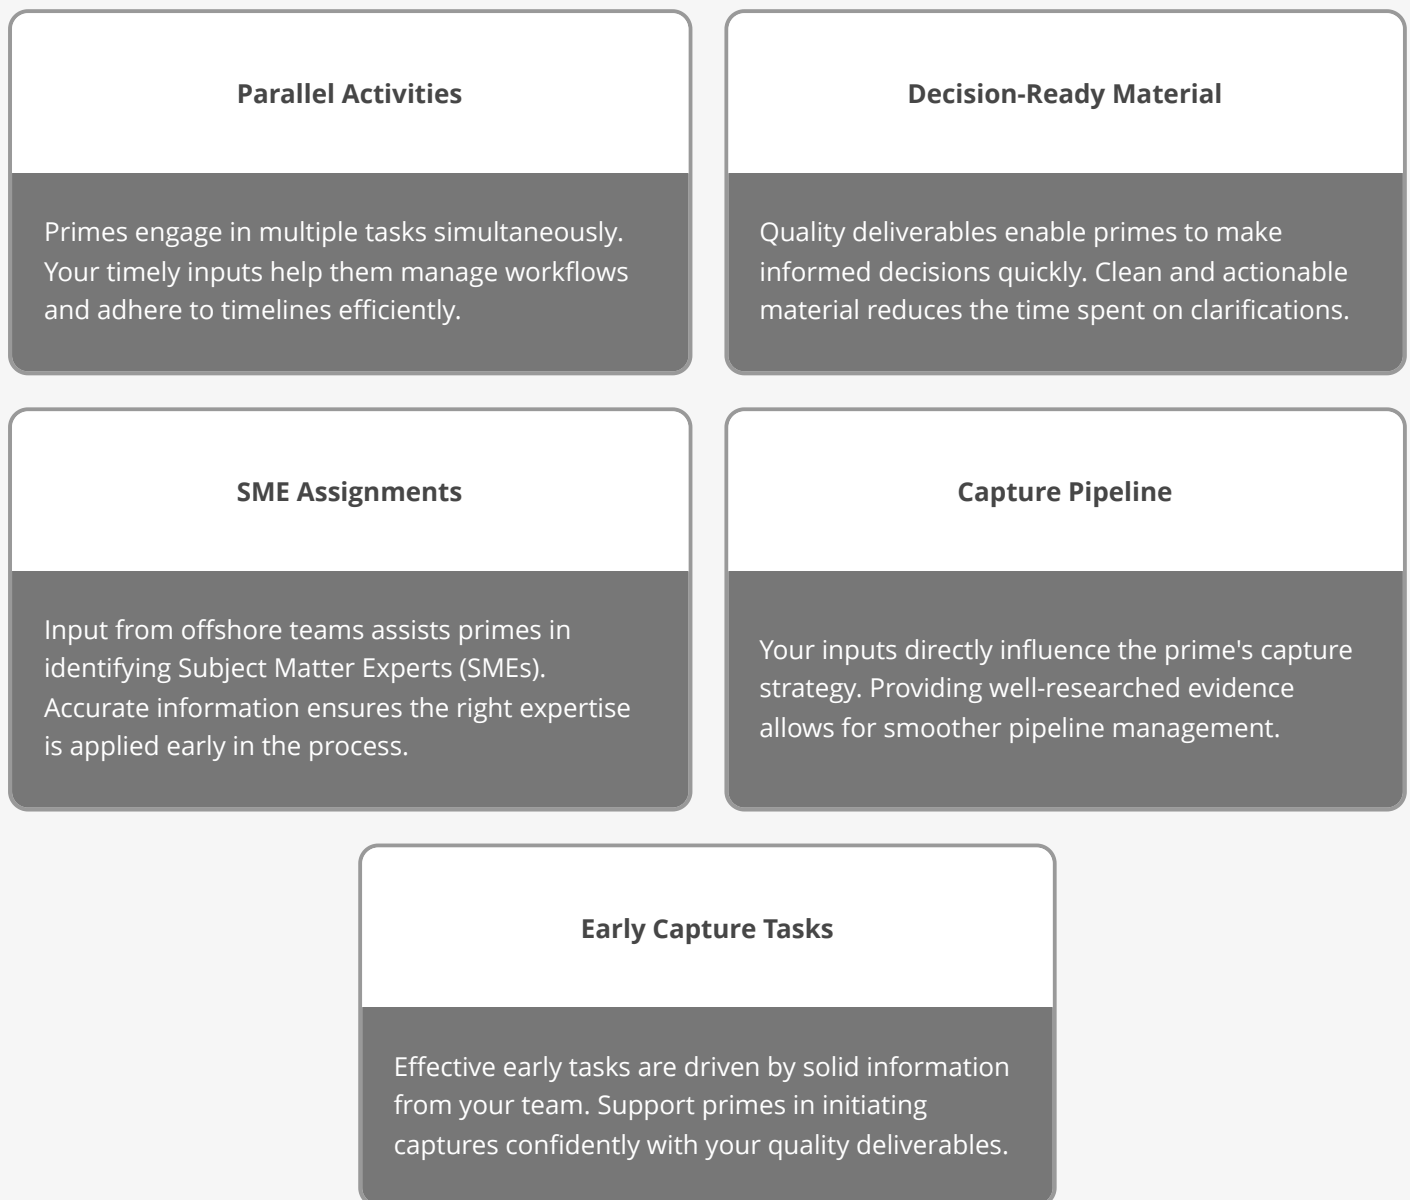 Parallel Activities
Primes engage in multiple tasks simultaneously.
Your timely inputs help them manage workflows
and adhere to timelines efficiently.
Decision-Ready Material
Quality deliverables enable primes to make
informed decisions quickly. Clean and actionable
material reduces the time spent on clarifications.
SME Assignments
Input from offshore teams assists primes in
identifying Subject Matter Experts (SMEs).
Accurate information ensures the right expertise
is applied early in the process.
Capture Pipeline
Your inputs directly influence the prime's capture
strategy. Providing well-researched evidence
allows for smoother pipeline management.
Early Capture Tasks
Effective early tasks are driven by solid information
from your team. Support primes in initiating
captures confidently with your quality deliverables.